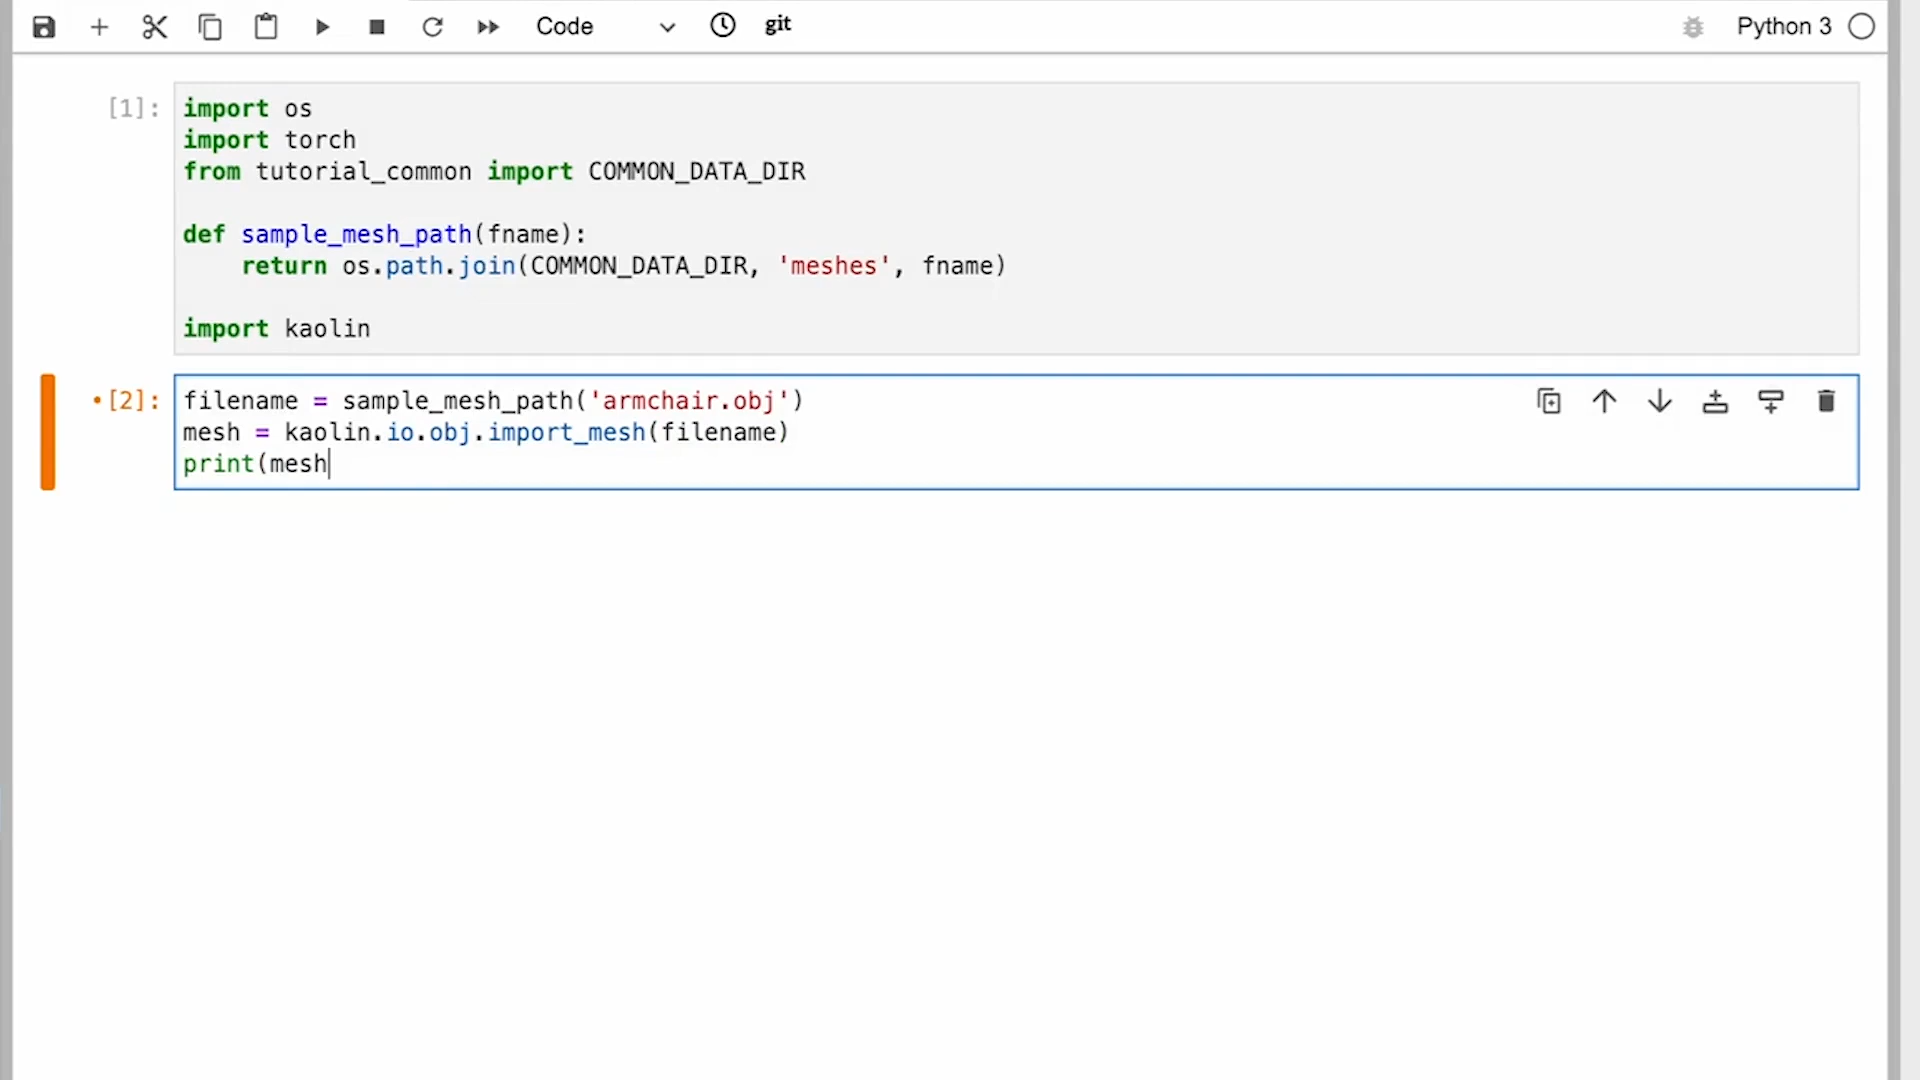 Code
git
Python 3
[1]:
import os
import torch
from tutorial_common import COMMON_DATA_DIR
def sample_mesh_path(fname):
    return os.path.join(COMMON_DATA_DIR, 'meshes', fname)
import kaolin
•[2]:
filename = sample_mesh_path('armchair.obj')
mesh = kaolin.io.obj.import_mesh(filename)
print(mesh